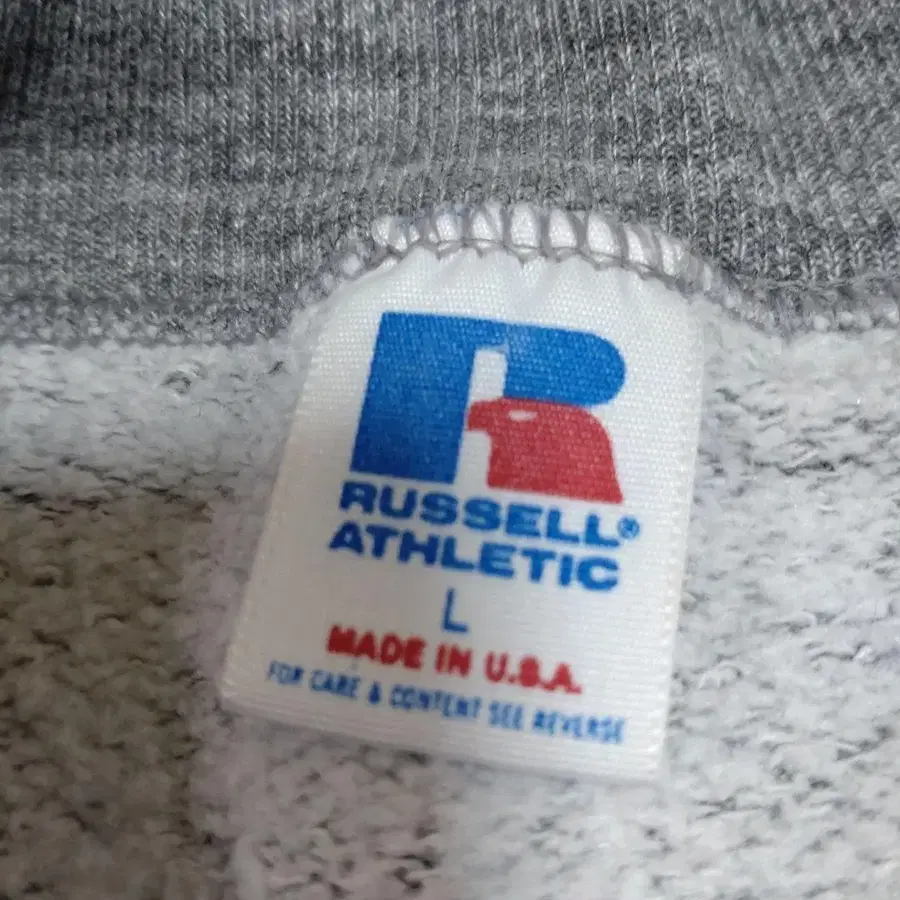 R
RUSSELL®
ATHLETIC
L
MADE IN U.S.A.
FOR CARE & CONTENT SEE REVERSE